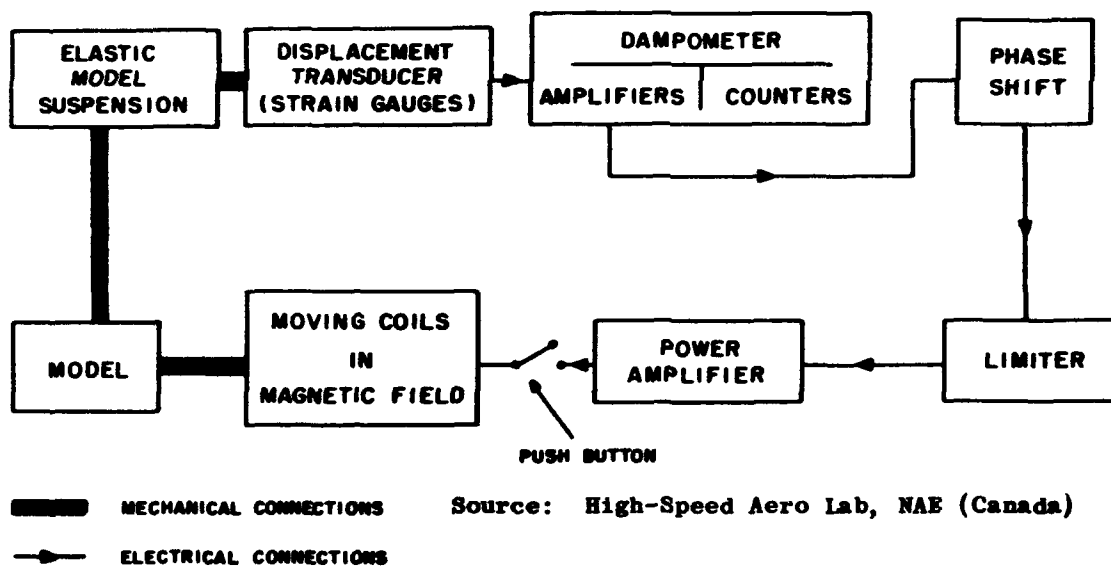 ELASTIC
MODEL
SUSPENSION
DISPLACEMENT
TRANSDUCER
(STRAIN GAUGES)
DAMPOMETER
AMPLIFIERS
COUNTERS
PHASE
SHIFT
MODEL
MOVING COILS
IN
MAGNETIC FIELD
POWER
AMPLIFIER
LIMITER
PUSH BUTTON
MECHANICAL CONNECTIONS
Source: High-Speed Aero Lab, NAE (Canada)
ELECTRICAL CONNECTIONS